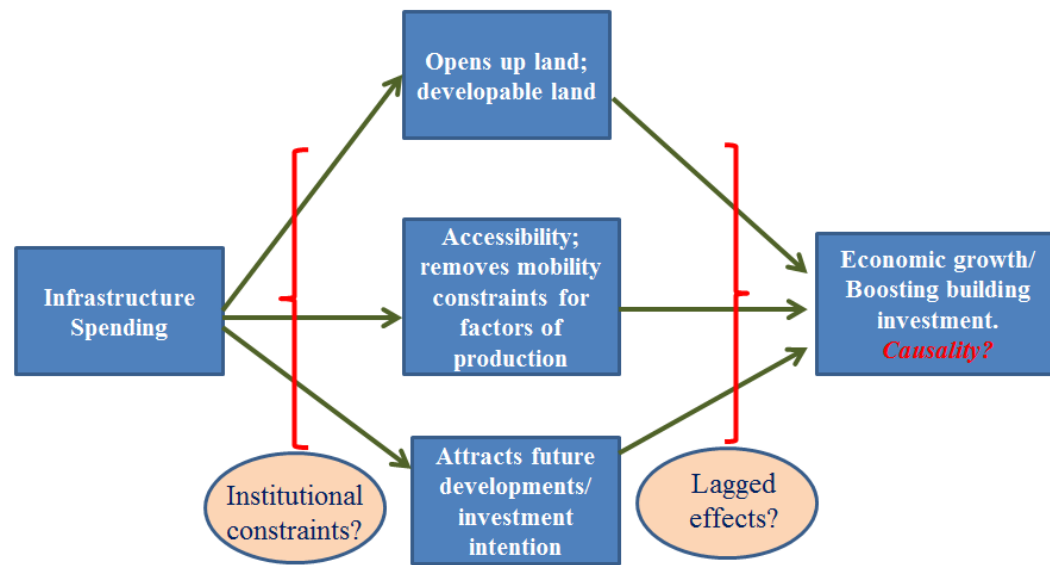 Opens up land;
developable land
Infrastructure
Spending
Accessibility;
removes mobility
constraints for
factors of
production
Economic growth/
Boosting building
investment.
Causality?
Attracts future
developments/
investment
intention
Institutional
constraints?
Lagged
effects?